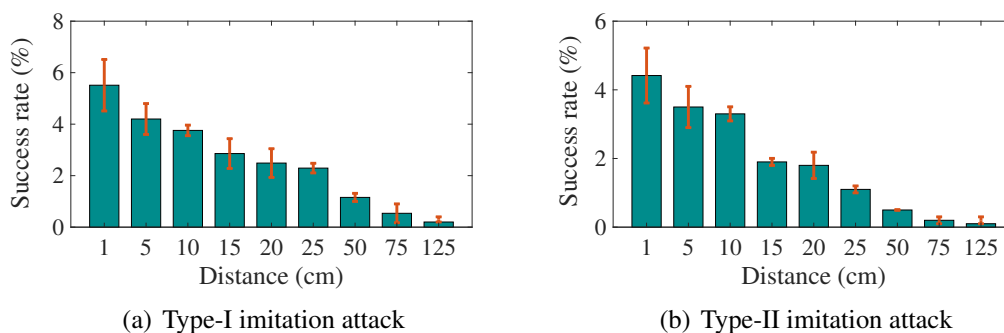 8
6
4
2
0
Success rate (%)
1 5 10 15 20 25 50 75 125
Distance (cm)
(a) Type-I imitation attack
6
4
2
0
Success rate (%)
1 5 10 15 20 25 50 75 125
Distance (cm)
(b) Type-II imitation attack